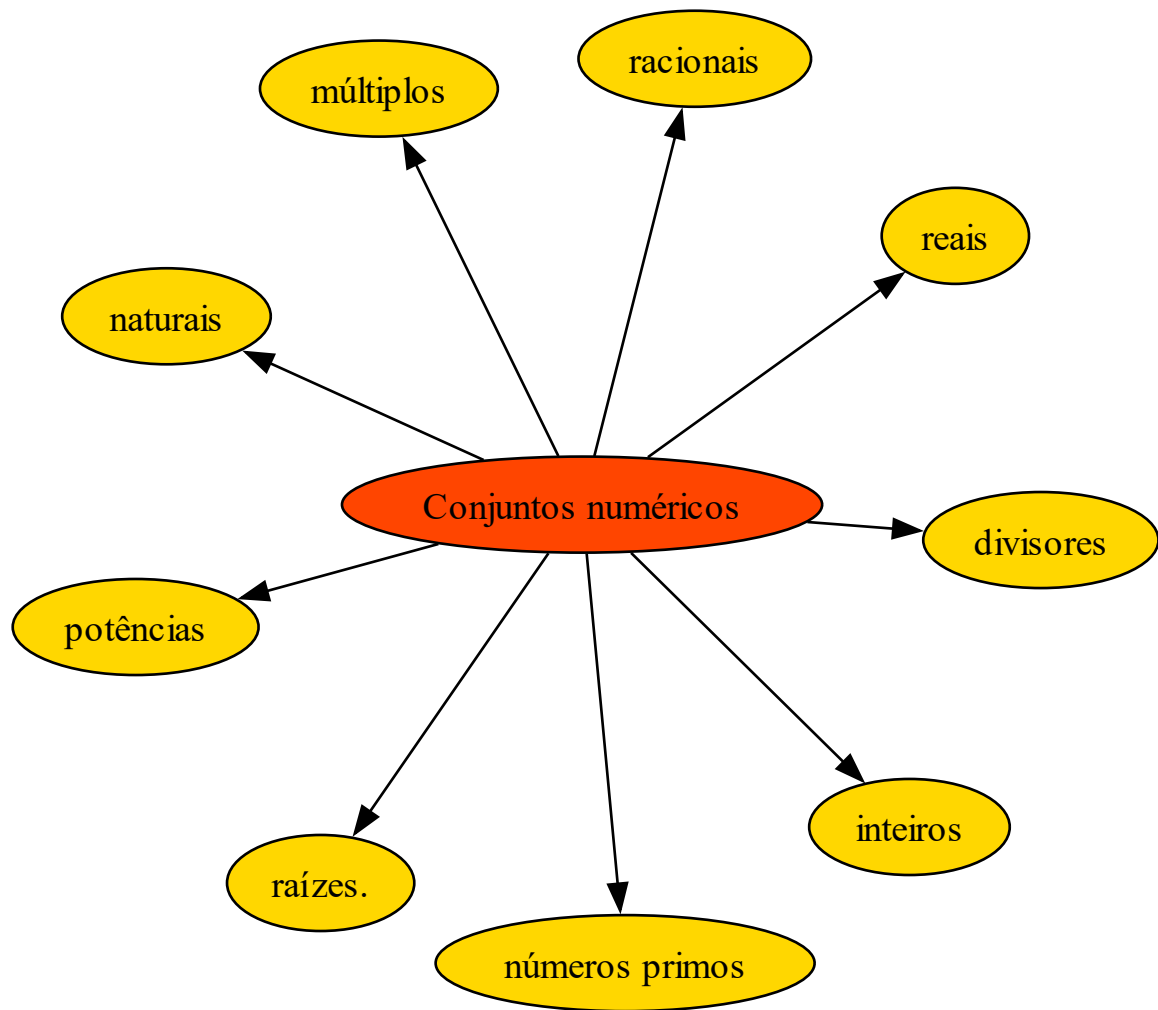 racionais
múltiplos
reais
naturais
Conjuntos numéricos
divisores
potências
inteiros
raízes.
números primos